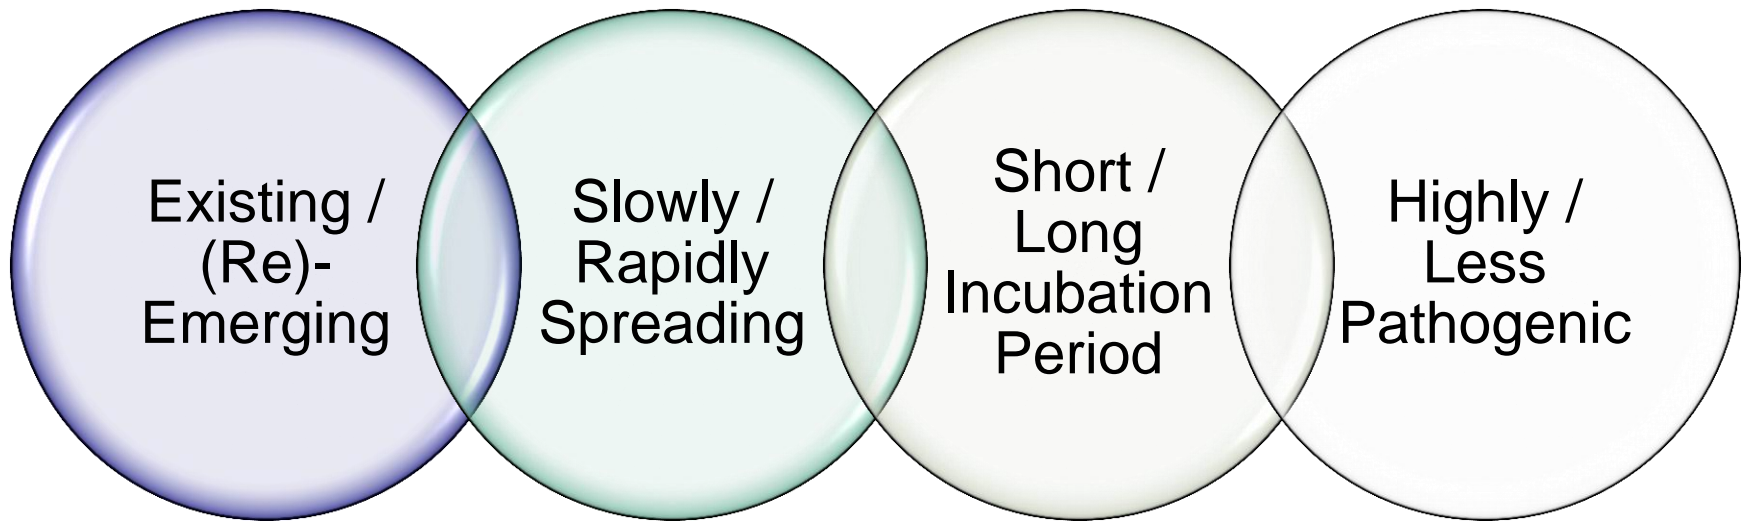 Existing /
(Re)-
Emerging
Slowly /
Rapidly
Spreading
Short /
Long
Incubation
Period
Highly /
Less
Pathogenic